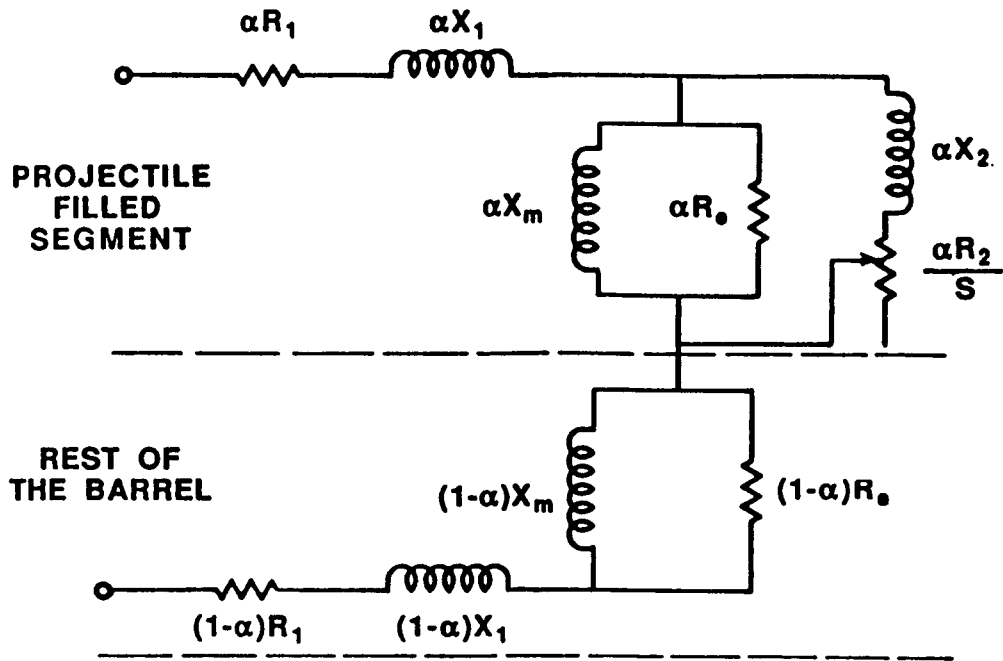 αR₁
αX₁
PROJECTILE
FILLED
SEGMENT
αXₘ
αRₑ
αX₂
αR₂
S
REST OF
THE BARREL
(1-α)Xₘ
(1-α)Rₑ
(1-α)R₁
(1-α)X₁